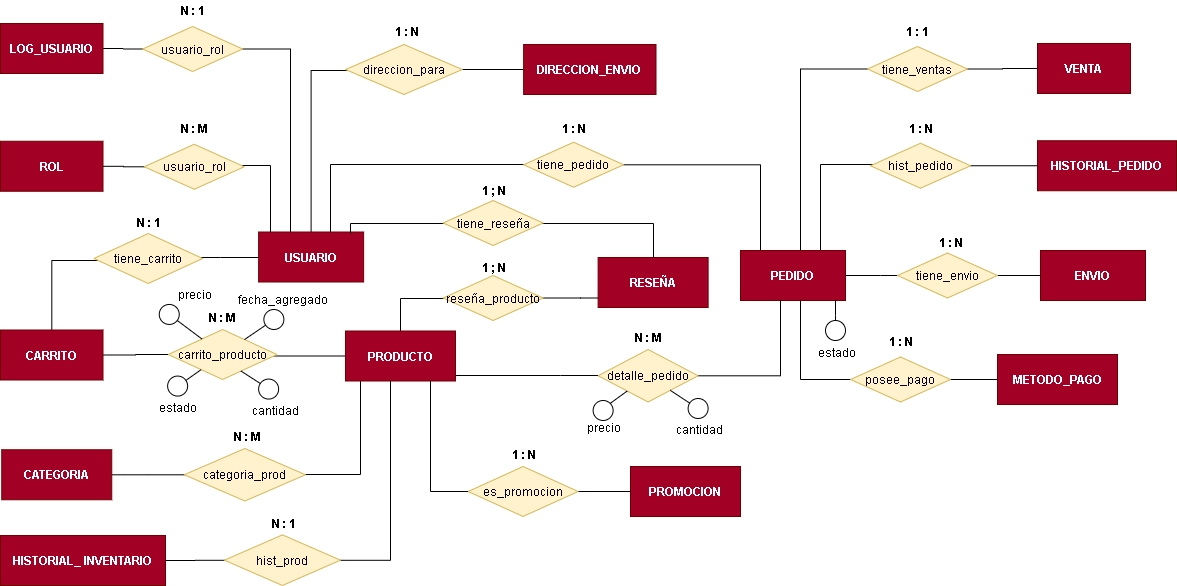 N:1
LOG_USUARIO
usuario_rol
1:N
direccion_para
DIRECCION_ENVIO
1:1
tiene_ventas
VENTA
N:M
ROL
usuario_rol
1:N
tiene_pedido
1:N
hist_pedido
HISTORIAL_PEDIDO
1;N
tiene_reseña
N:1
tiene_carrito
USUARIO
1;N
reseña_producto
RESEÑA
PEDIDO
1:N
tiene_envio
ENVIO
estado
precio
fecha_agregado
N:M
CARRITO
carrito_producto
estado
cantidad
PRODUCTO
N:M
detalle_pedido
precio
cantidad
1:N
posee_pago
METODO_PAGO
N:M
CATEGORIA
categoria_prod
1:N
es_promocion
PROMOCION
N:1
HISTORIAL_ INVENTARIO
hist_prod